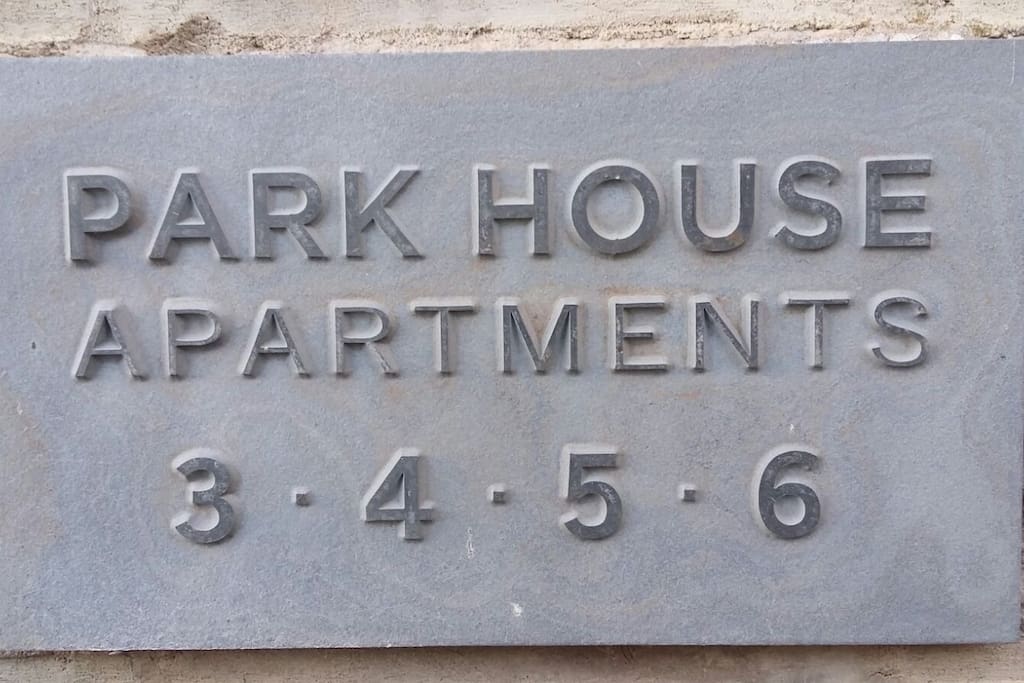 PARK HOUSE
APARTMENTS
3 · 4 · 5 · 6